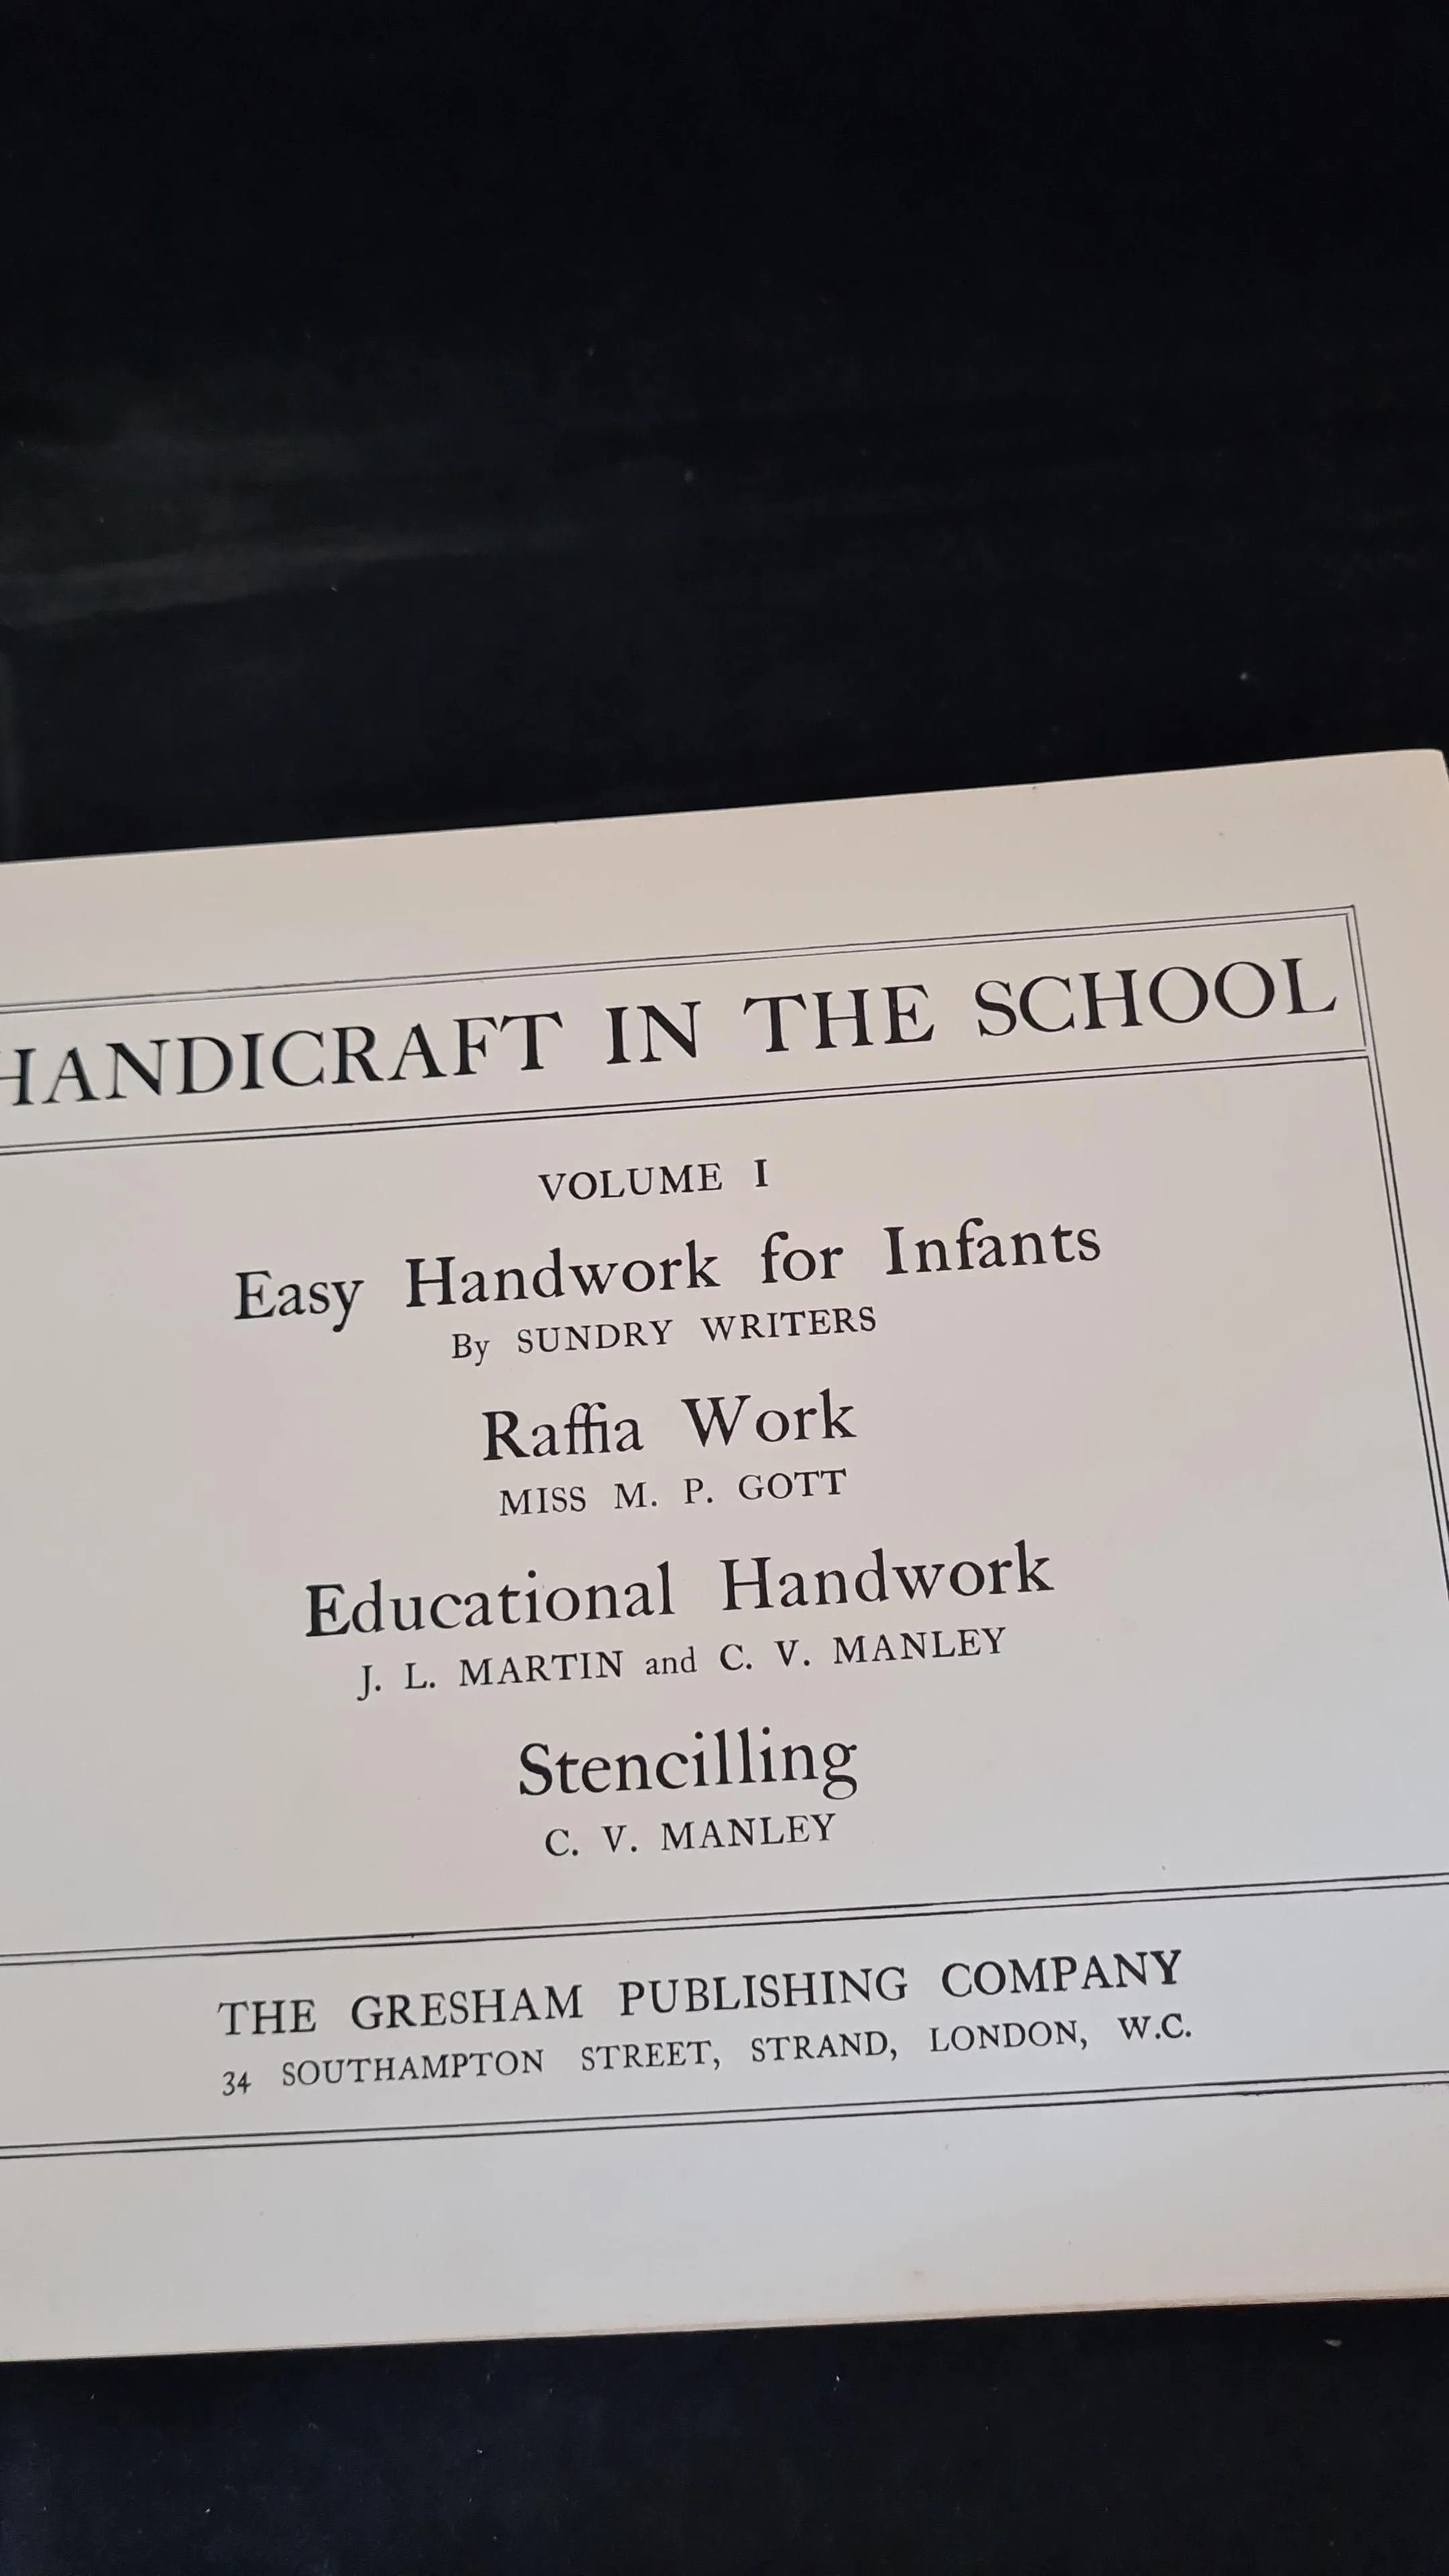 HANDICRAFT IN THE SCHOOL
VOLUME I
Easy Handwork for Infants
By SUNDRY WRITERS
Raffia Work
MISS M. P. GOTT
Educational Handwork
J. L. MARTIN and C. V. MANLEY
Stencilling
C. V. MANLEY
THE GRESHAM PUBLISHING COMPANY
34 SOUTHAMPTON STREET, STRAND, LONDON, W.C.